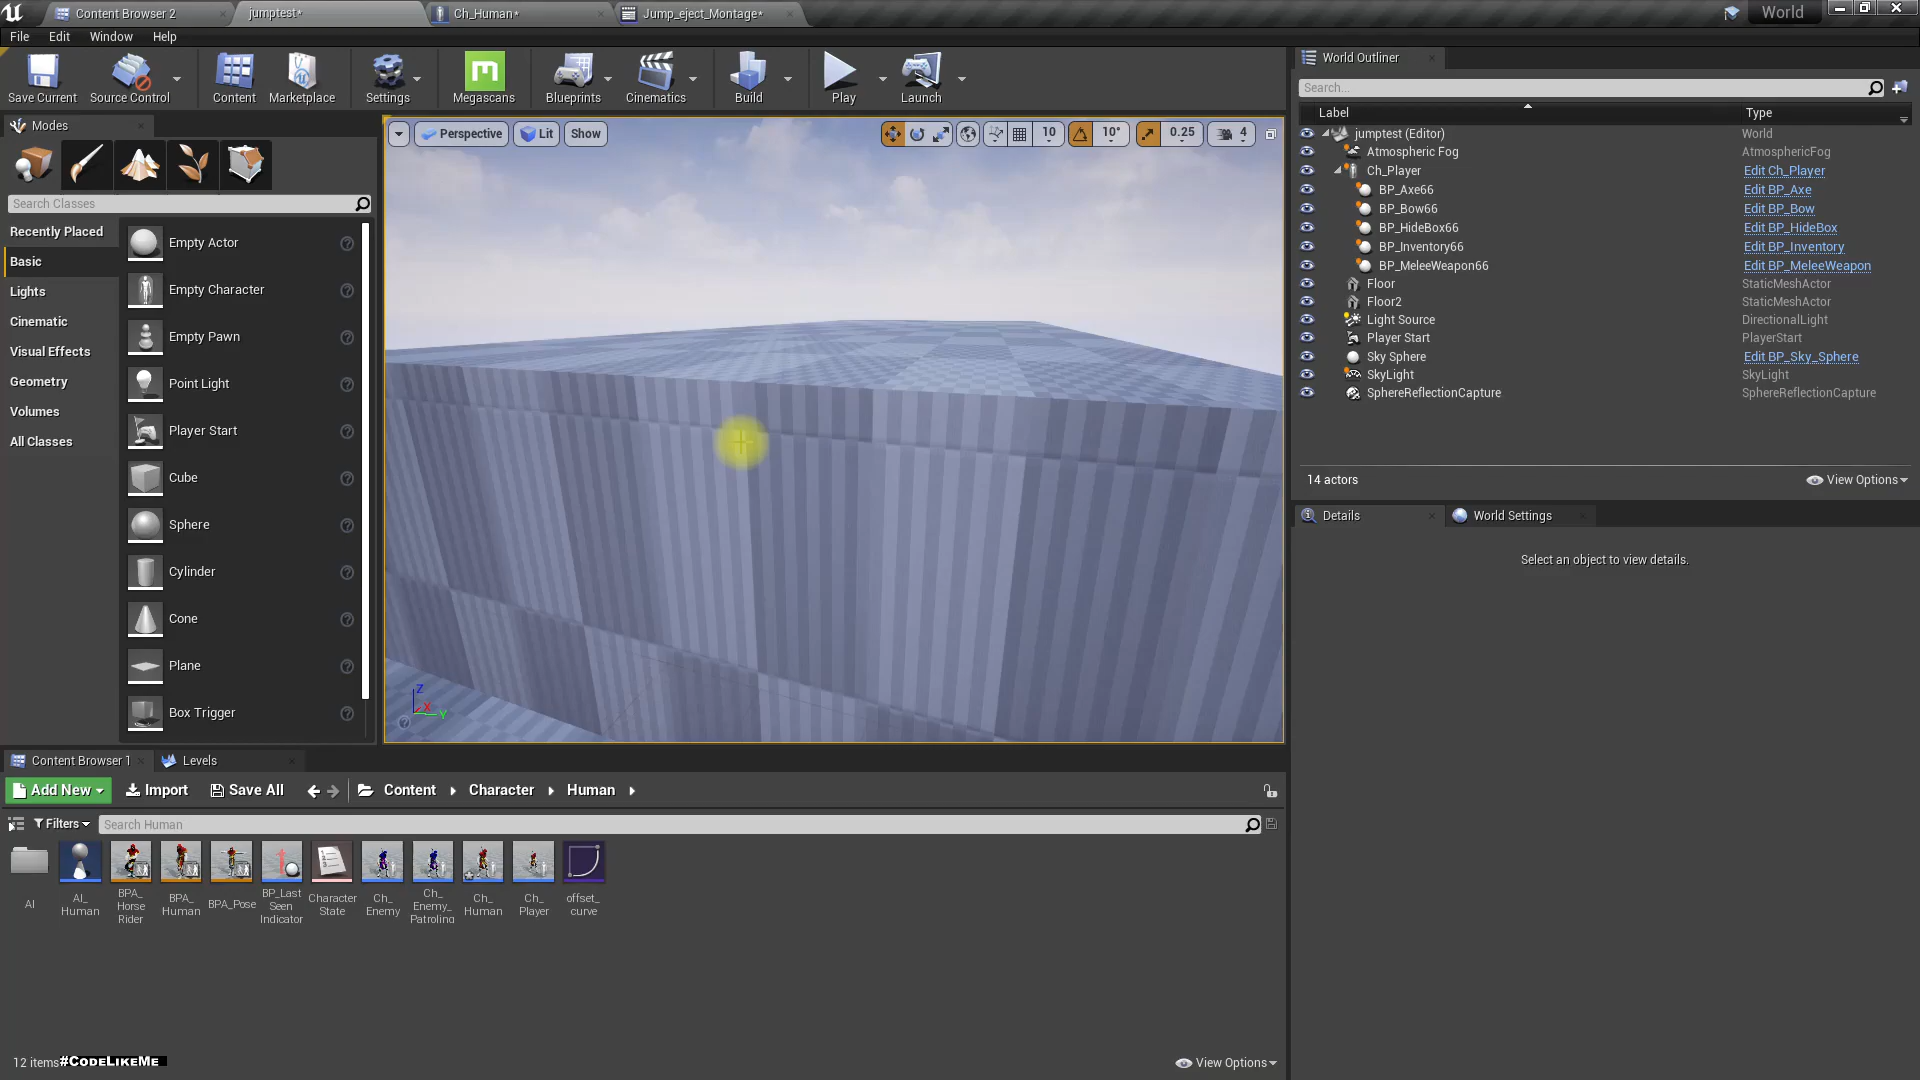 Content Browser 2
jumptest*
Ch_Human*
Jump_eject_Montage*
World
File
Edit
Window
Help
Save Current
Source Control
Content
Marketplace
Settings
Megascans
Blueprints
Cinematics
Build
Play
Launch
Modes
Search Classes
Recently Placed
Basic
Lights
Cinematic
Visual Effects
Geometry
Volumes
All Classes
Empty Actor
Empty Character
Empty Pawn
Point Light
Player Start
Cube
Sphere
Cylinder
Cone
Plane
Box Trigger
Perspective
Lit
Show
10
10°
0.25
4
Z
X
Y
World Outliner
Search...
Label
Type
jumptest (Editor)
World
Atmospheric Fog
AtmosphericFog
Ch_Player
Edit Ch_Player
BP_Axe66
Edit BP_Axe
BP_Bow66
Edit BP_Bow
BP_HideBox66
Edit BP_HideBox
BP_Inventory66
Edit BP_Inventory
BP_MeleeWeapon66
Edit BP_MeleeWeapon
Floor
StaticMeshActor
Floor2
StaticMeshActor
Light Source
DirectionalLight
Player Start
PlayerStart
Sky Sphere
Edit BP_Sky_Sphere
SkyLight
SkyLight
SphereReflectionCapture
SphereReflectionCapture
14 actors
View Options
Details
World Settings
Select an object to view details.
Content Browser 1
Levels
Add New
Import
Save All
Content
Character
Human
Filters
Search Human
AI
AI_
Human
BPA_
Horse
Rider
BPA_
Human
BPA_Pose
BP_Last
Seen
Indicator
Character
State
Ch_
Enemy
Ch_
Enemy_
Patroling
Ch_
Human
Ch_
Player
offset_
curve
12 items
#CodeLikeMe
View Options